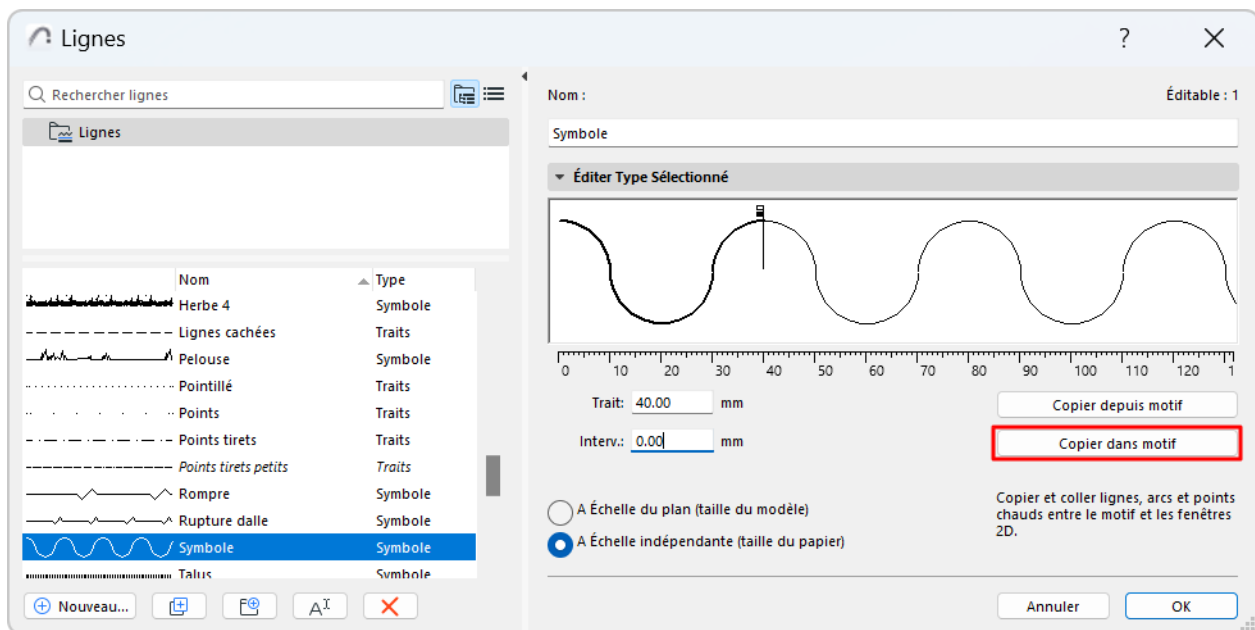 Lignes
?
Rechercher lignes
Lignes
Nom Type
Herbe 4 Symbole
Lignes cachées Traits
Pelouse Symbole
Pointillé Traits
Points Traits
Points tirets Traits
Points tirets petits Traits
Rompre Symbole
Rupture dalle Symbole
Symbole Symbole
Talus Symbole
Nouveau...
Nom : Éditable : 1
Symbole
Éditer Type Sélectionné
0 10 20 30 40 50 60 70 80 90 100 110 120 1
Trait: 40.00 mm
Interv.: 0.00 mm
Copier depuis motif
Copier dans motif
A Échelle du plan (taille du modèle)
A Échelle indépendante (taille du papier)
Copier et coller lignes, arcs et points
chauds entre le motif et les fenêtres
2D.
Annuler OK